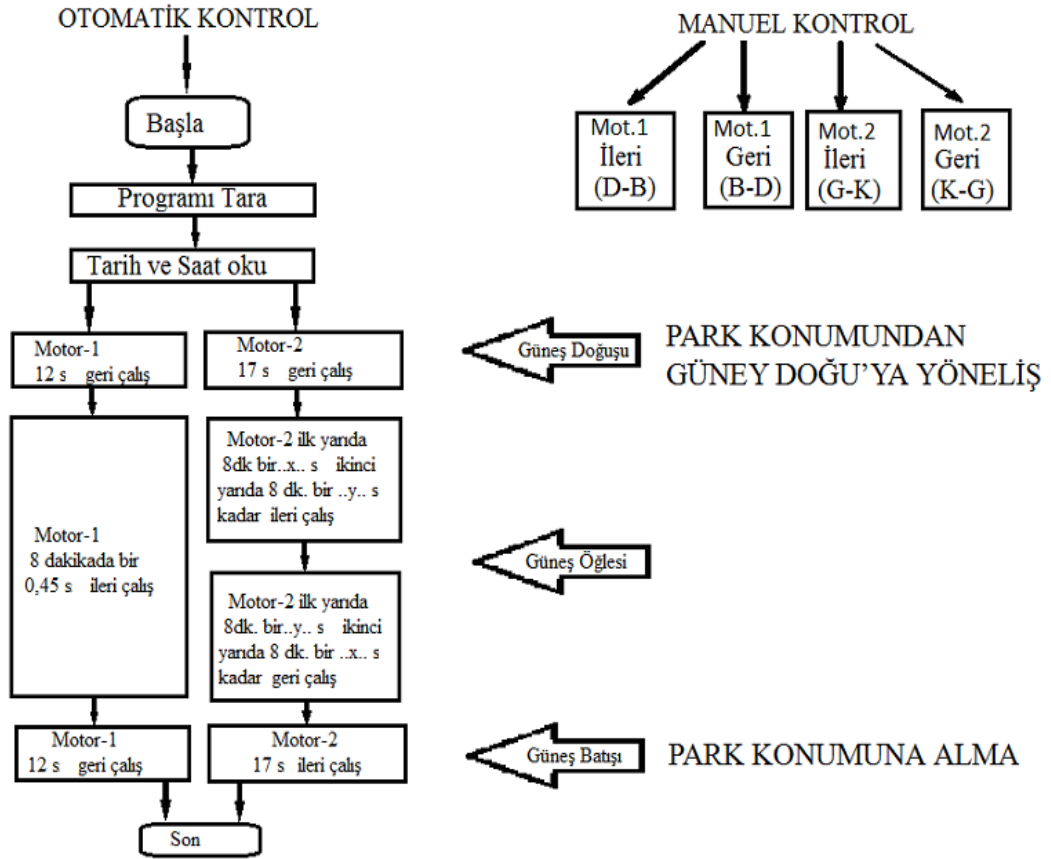 OTOMATİK KONTROL
Başla
Programı Tara
Tarih ve Saat oku
Motor-1
12 s geri çalış
Motor-2
17 s geri çalış
Motor-1
8 dakikada bir
0,45 s ileri çalış
Motor-2 ilk yarıda
8dk bir..x.. s ikinci
yarıda 8 dk. bir ..y.. s
kadar ileri çalış
Motor-2 ilk yarıda
8dk. bir..y.. s ikinci
yarıda 8 dk. bir ..x.. s
kadar geri çalış
Motor-1
12 s geri çalış
Motor-2
17 s ileri çalış
Son
MANUEL KONTROL
Mot.1
İleri
(D-B)
Mot.1
Geri
(B-D)
Mot.2
İleri
(G-K)
Mot.2
Geri
(K-G)
Güneş Doğuşu
PARK KONUMUNDAN
GÜNEY DOĞU'YA YÖNELİŞ
Güneş Öğlesi
Güneş Batışı
PARK KONUMUNA ALMA